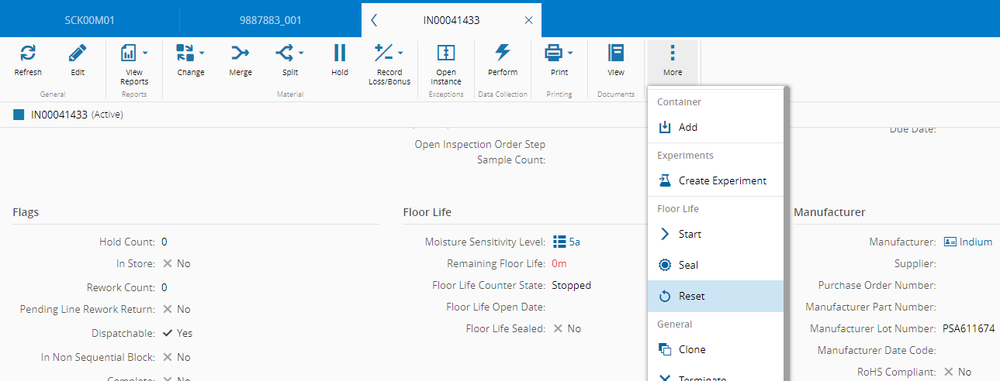 SCK00M01
9887883_001
IN00041433
Refresh
Edit
View
Reports
Change
Merge
Split
Hold
Record
Loss/Bonus
Open
Instance
Perform
Print
View
More
General
Reports
Material
Exceptions
Data Collection
Printing
Documents
IN00041433 (Active)
Container
Add
Experiments
Create Experiment
Floor Life
Start
Seal
Reset
General
Clone
Terminate
Open Inspection Order Step
Sample Count:
Due Date:
Flags
Hold Count: 0
In Store: No
Rework Count: 0
Pending Line Rework Return: No
Dispatchable: Yes
In Non Sequential Block: No
Complete: No
Floor Life
Moisture Sensitivity Level: 5a
Remaining Floor Life: 0m
Floor Life Counter State: Stopped
Floor Life Open Date:
Floor Life Sealed: No
Manufacturer
Manufacturer: Indium
Supplier:
Purchase Order Number:
Manufacturer Part Number:
Manufacturer Lot Number: PSA611674
Manufacturer Date Code:
RoHS Compliant: No